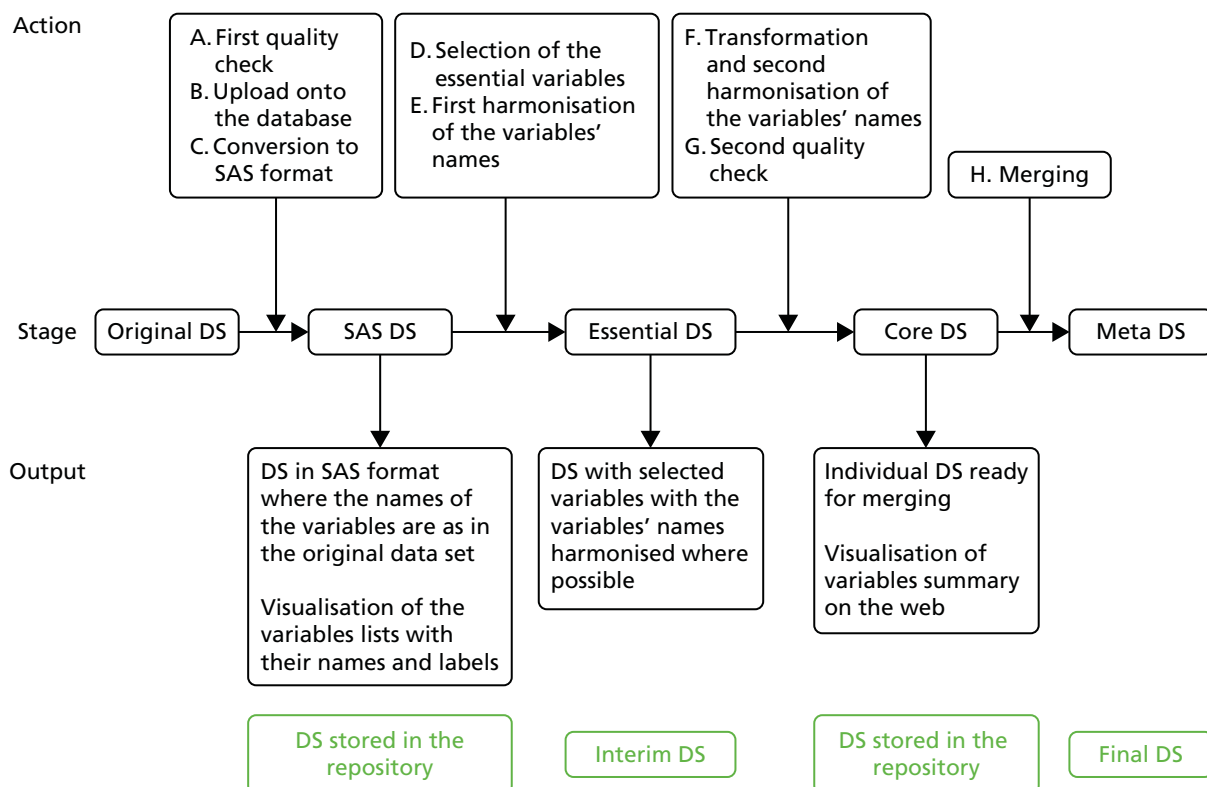 Action
A. First quality
check
B. Upload onto
the database
C. Conversion to
SAS format
D. Selection of the
essential variables
E. First harmonisation
of the variables’
names
F. Transformation
and second
harmonisation of
the variables’ names
G. Second quality
check
H. Merging
Stage
Original DS
SAS DS
Essential DS
Core DS
Meta DS
Output
DS in SAS format
where the names of
the variables are as in
the original data set
Visualisation of the
variables lists with
their names and labels
DS with selected
variables with the
variables’ names
harmonised where
possible
Individual DS ready
for merging
Visualisation of
variables summary
on the web
DS stored in the
repository
Interim DS
DS stored in the
repository
Final DS